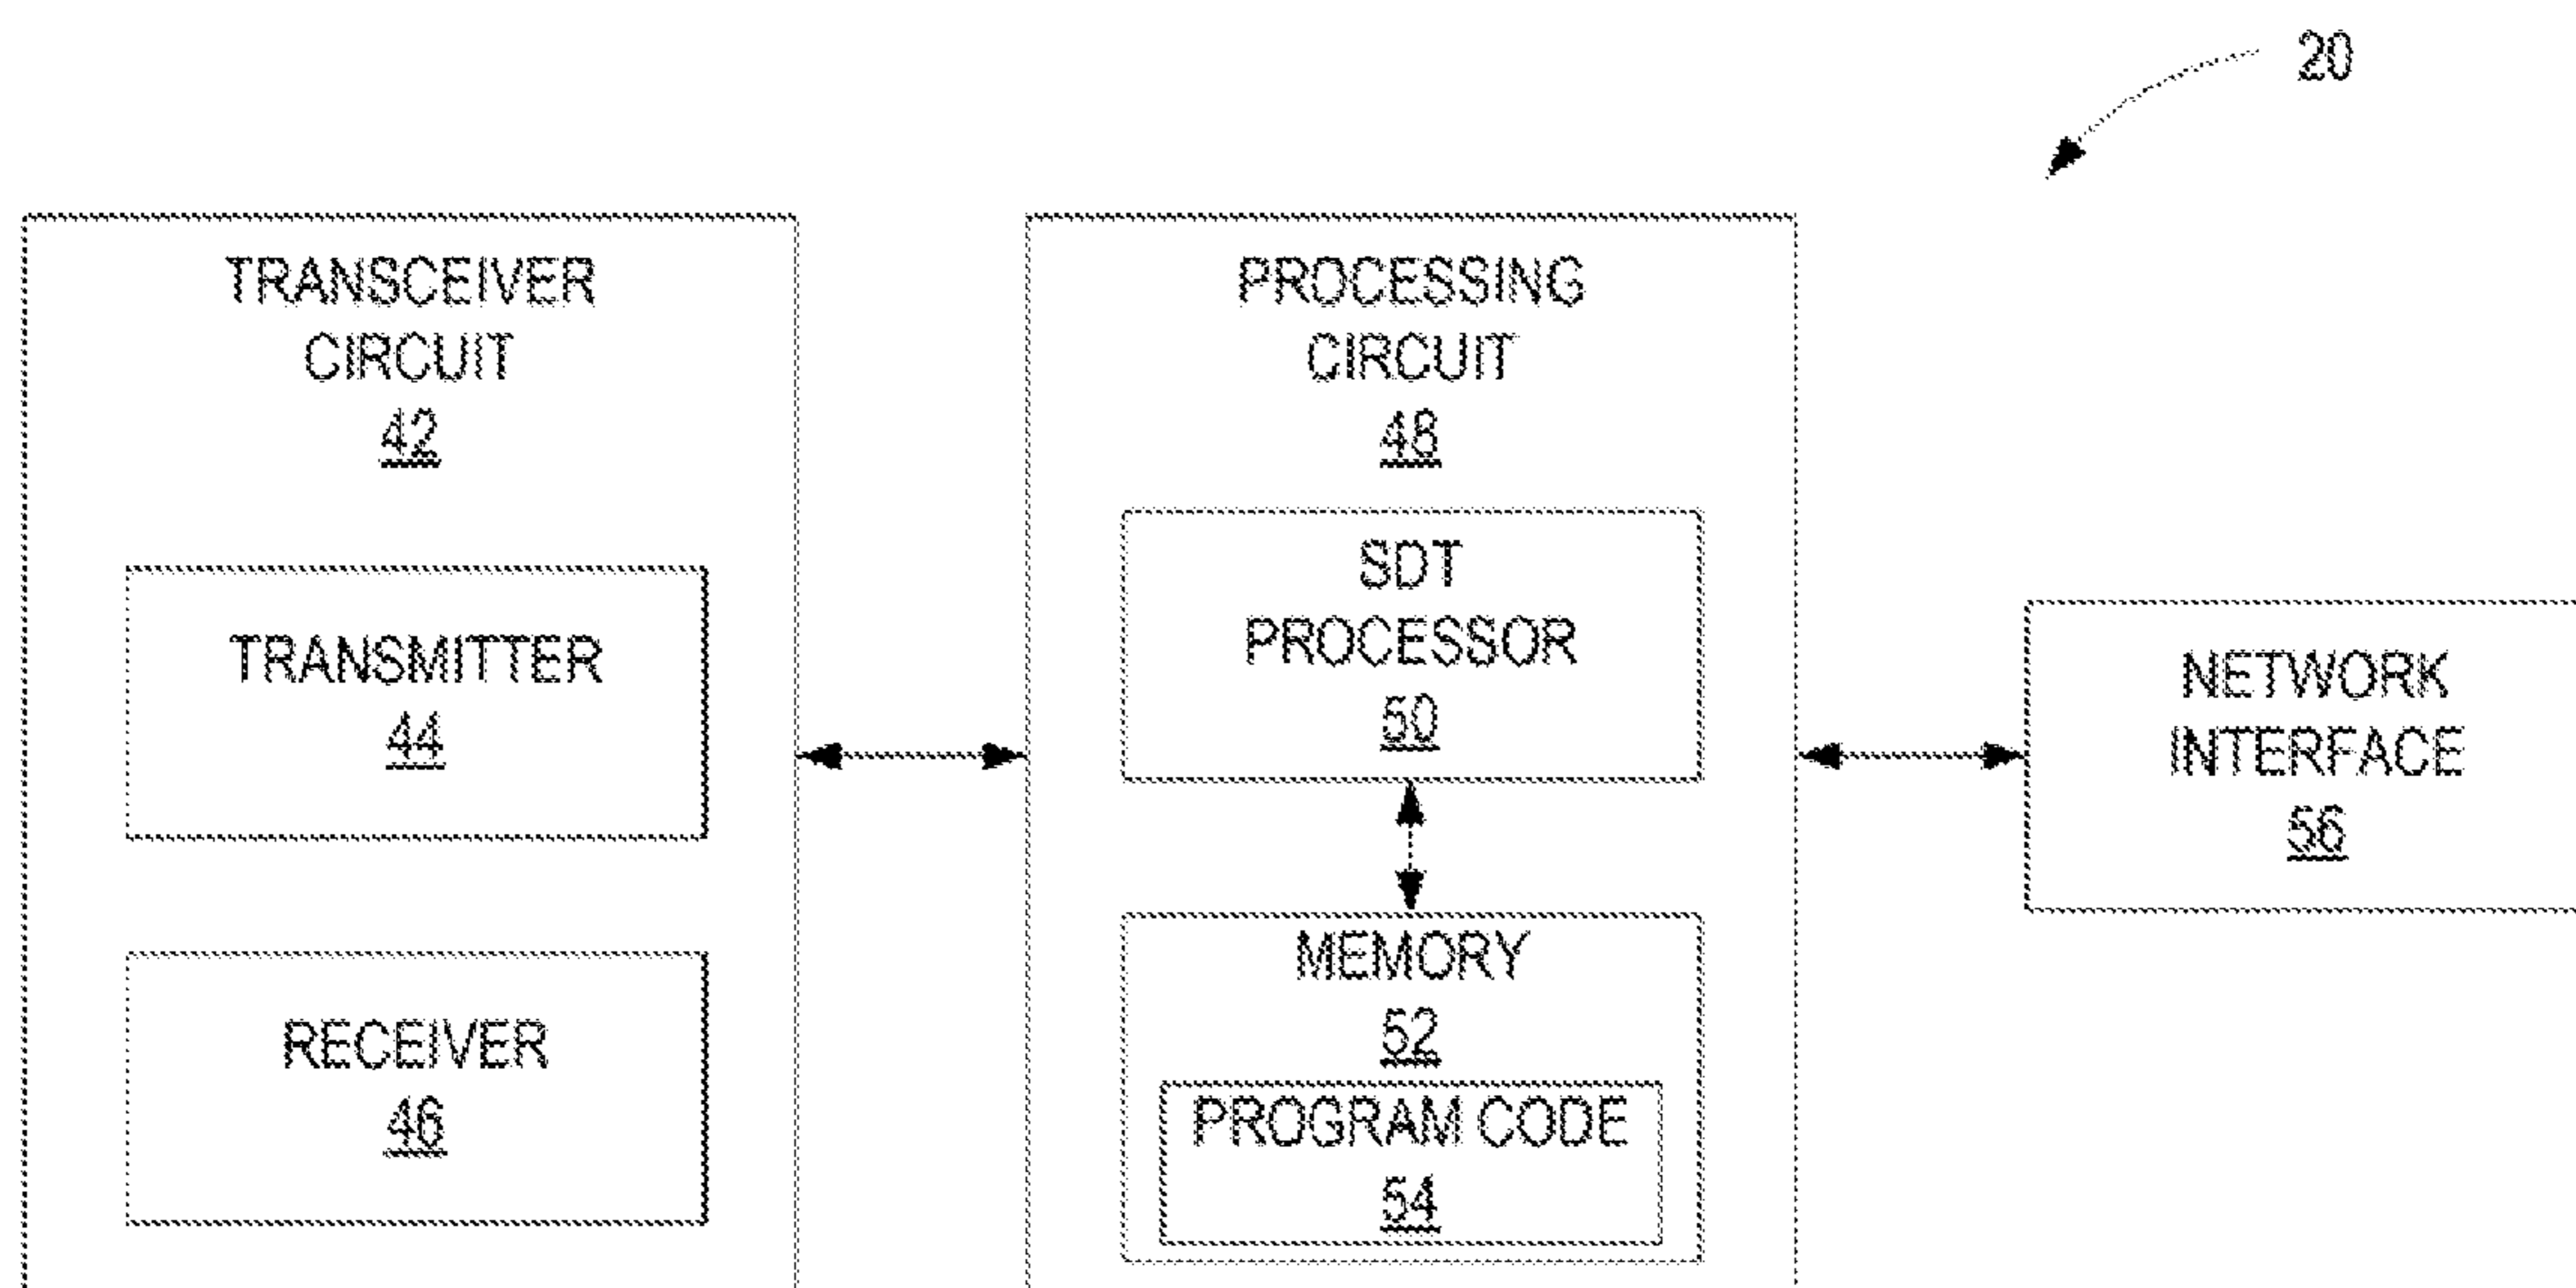 20
TRANSCEIVER
CIRCUIT
42
TRANSMITTER
44
RECEIVER
46
PROCESSING
CIRCUIT
48
SDT
PROCESSOR
50
MEMORY
52
PROGRAM CODE
54
NETWORK
INTERFACE
56